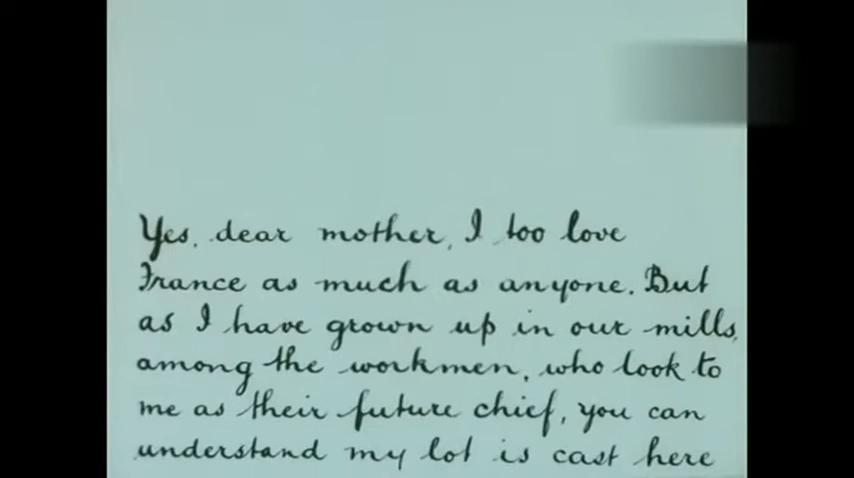 Yes, dear mother, I too love
France as much as anyone. But
as I have grown up in our mills,
among the workmen, who look to
me as their future chief, you can
understand my lot is cast here